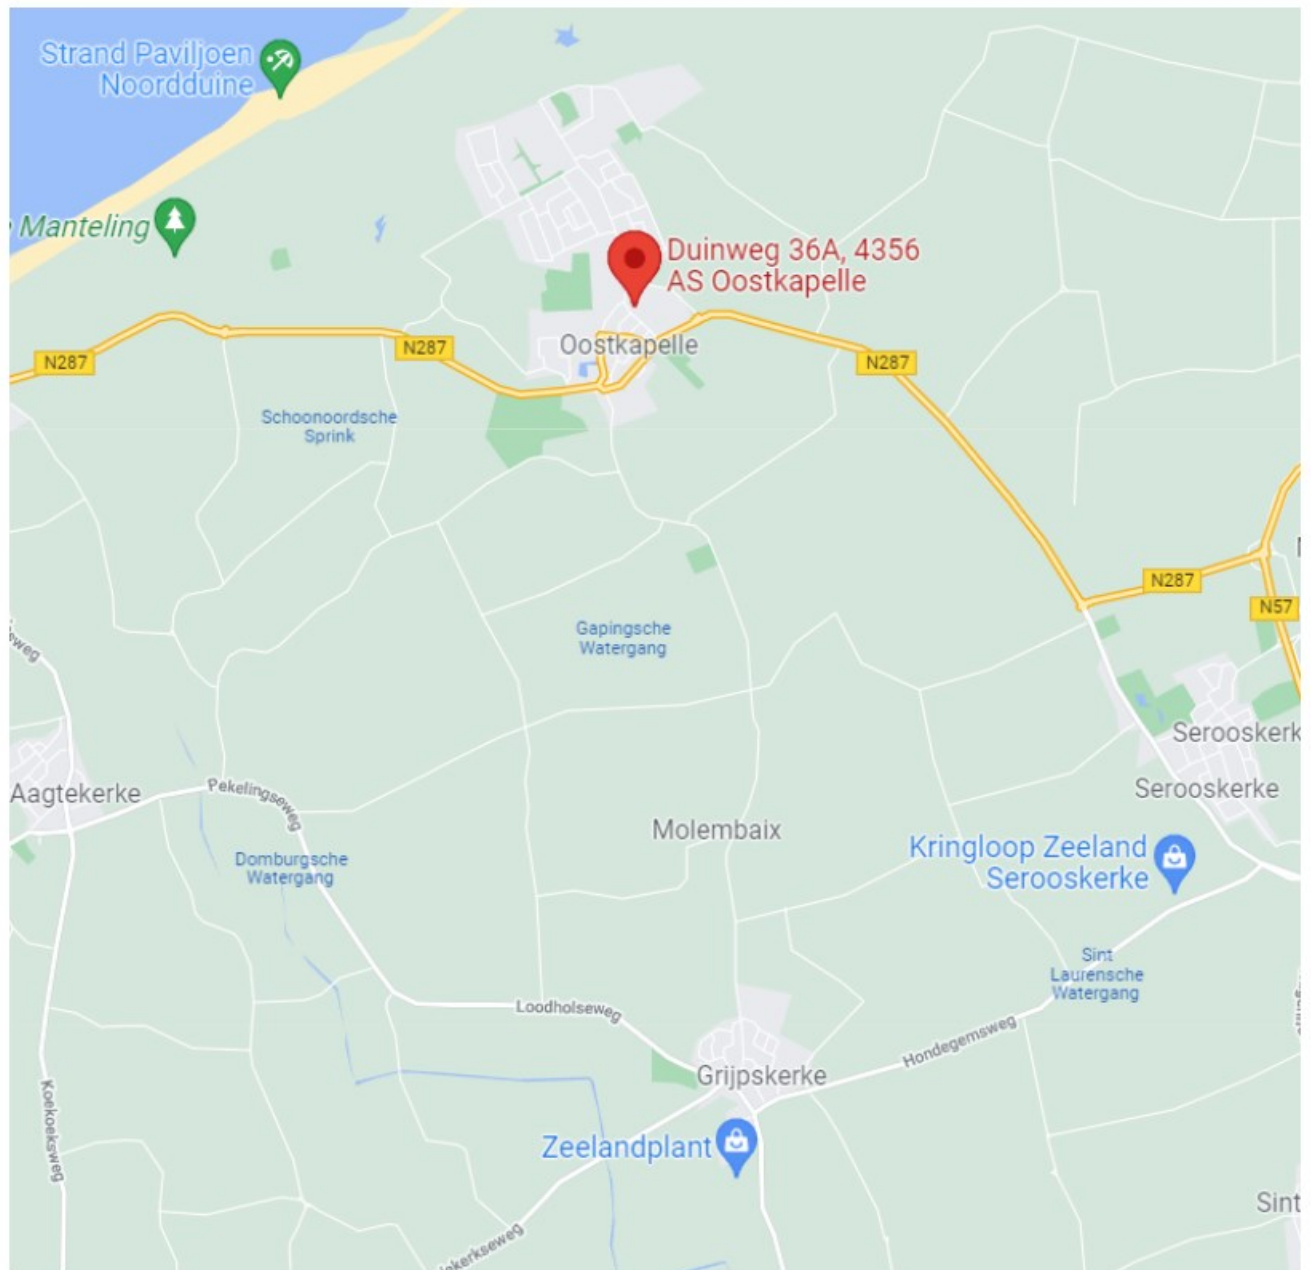 Strand Paviljoen
Noordduine
Manteling
Duinweg 36A, 4356
AS Oostkapelle
Oostkapelle
N287
N287
N287
Schoonoordsche
Sprink
N287
N57
Gapingsche
Watergang
Serooskerk
Serooskerke
Aagtekerke
Pekelingseweg
Molembaix
Kringloop Zeeland
Serooskerke
Domburgsche
Watergang
Sint
Laurensche
Watergang
Loodholseweg
Hondegemsweg
Grijpskerke
Koekoeksweg
Zeelandplant
Sint